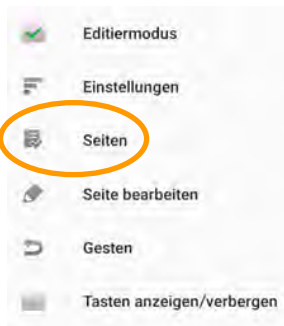 Editiermodus
Einstellungen
Seiten
Seite bearbeiten
Gesten
Tasten anzeigen/verbergen